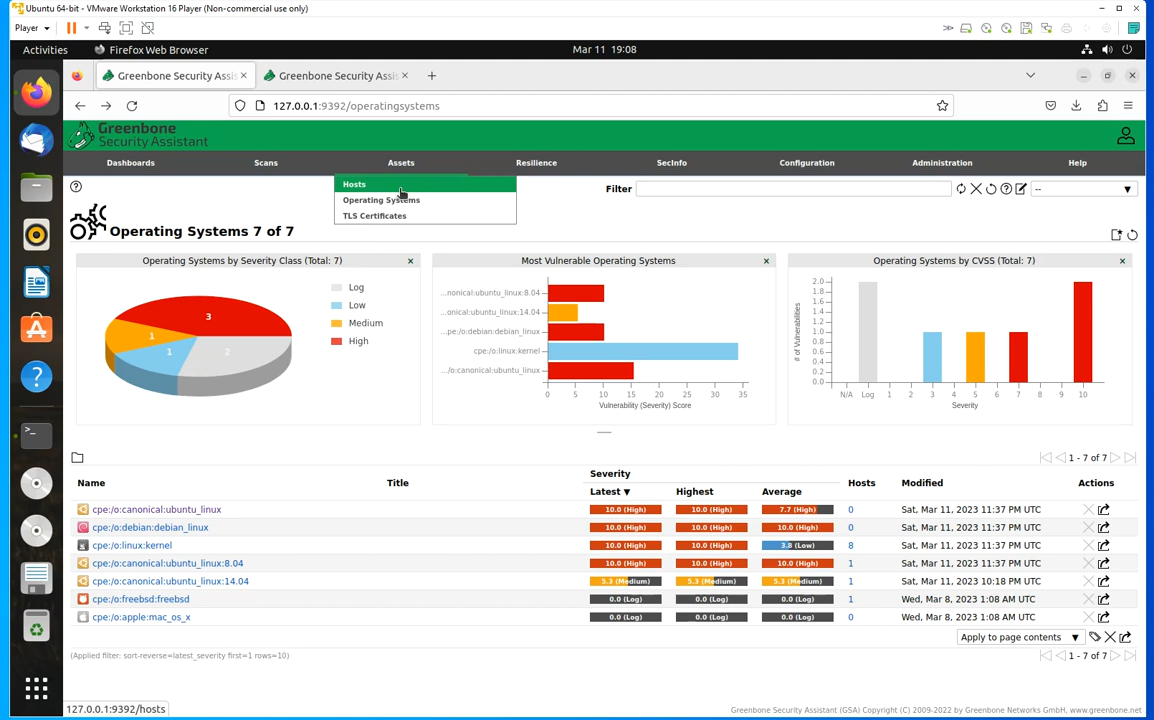 Ubuntu 64-bit - VMware Workstation 16 Player (Non-commercial use only)
Player
Activities
Firefox Web Browser
Mar 11 19:08
Greenbone Security Assis
Greenbone Security Assis
127.0.0.1:9392/operatingsystems
Greenbone
Security Assistant
Dashboards Scans Assets Resilience SecInfo Configuration Administration Help
Hosts
Operating Systems
TLS Certificates
Filter
--
Operating Systems 7 of 7
Operating Systems by Severity Class (Total: 7)
3
1
1
2
Log
Low
Medium
High
Most Vulnerable Operating Systems
...nonical:ubuntu_linux:8.04
...onical:ubuntu_linux:14.04
...pe:/o:debian:debian_linux
cpe:/o:linux:kernel
.../o:canonical:ubuntu_linux
0 5 10 15 20 25 30 35
Vulnerability (Severity) Score
Operating Systems by CVSS (Total: 7)
# of Vulnerabilities
2.0
1.8
1.6
1.4
1.2
1.0
0.8
0.6
0.4
0.2
0.0
N/A Log 1 2 3 4 5 6 7 8 9 10
Severity
1 - 7 of 7
Name Title Severity Hosts Modified Actions
Latest Highest Average
cpe:/o:canonical:ubuntu_linux 10.0 (High) 10.0 (High) 7.7 (High) 0 Sat, Mar 11, 2023 11:37 PM UTC
cpe:/o:debian:debian_linux 10.0 (High) 10.0 (High) 10.0 (High) 0 Sat, Mar 11, 2023 11:37 PM UTC
cpe:/o:linux:kernel 10.0 (High) 10.0 (High) 3.8 (Low) 8 Sat, Mar 11, 2023 11:37 PM UTC
cpe:/o:canonical:ubuntu_linux:8.04 10.0 (High) 10.0 (High) 10.0 (High) 1 Sat, Mar 11, 2023 11:37 PM UTC
cpe:/o:canonical:ubuntu_linux:14.04 5.3 (Medium) 5.3 (Medium) 5.3 (Medium) 1 Sat, Mar 11, 2023 10:18 PM UTC
cpe:/o:freebsd:freebsd 0.0 (Log) 0.0 (Log) 0.0 (Log) 1 Wed, Mar 8, 2023 1:08 AM UTC
cpe:/o:apple:mac_os_x 0.0 (Log) 0.0 (Log) 0.0 (Log) 0 Wed, Mar 8, 2023 1:08 AM UTC
Apply to page contents
(Applied filter: sort-reverse=latest_severity first=1 rows=10)
1 - 7 of 7
127.0.0.1:9392/hosts
Greenbone Security Assistant (GSA) Copyright (C) 2009-2022 by Greenbone Networks GmbH, www.greenbone.net